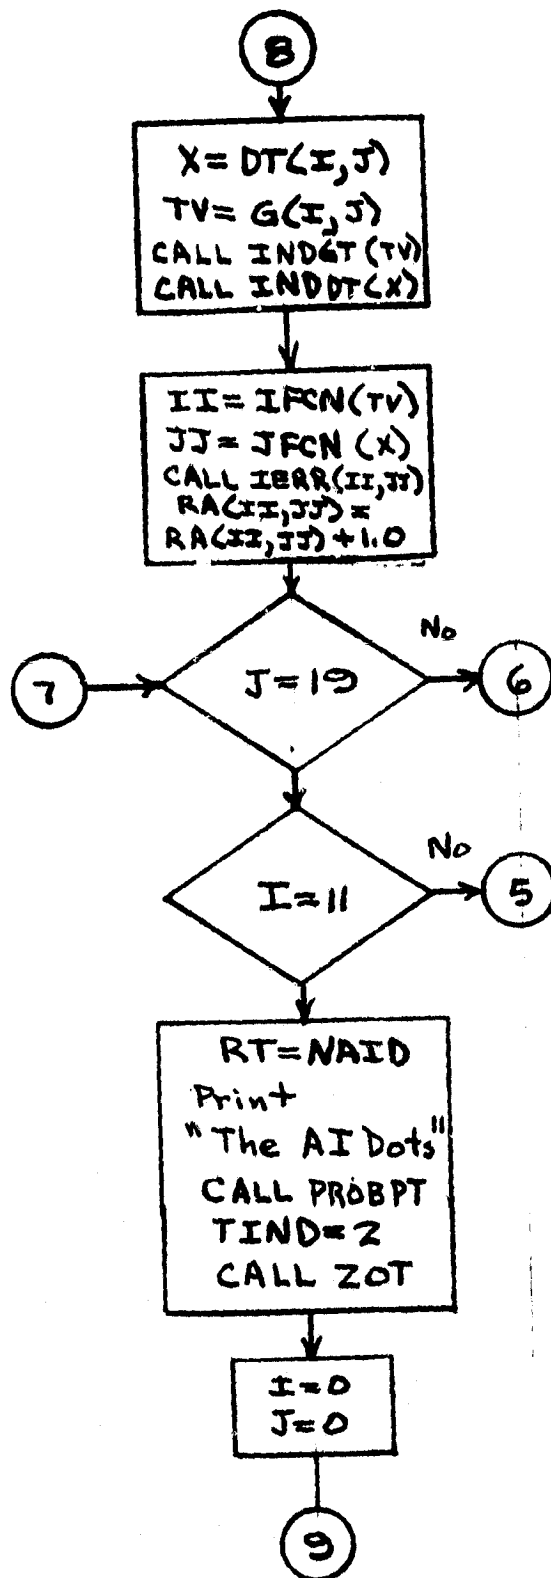 8
X = DT(I,J)
TV = G(I,J)
CALL INDGT(TV)
CALL INDDT(X)
II = IFCN(TV)
JJ = JFCN(X)
CALL IERR(II,JJ)
RA(II,JJ) =
RA(II,JJ) + 1.0
No
7
J = 19
6
No
I = 11
5
RT = NAID
Print
"The AI Dots"
CALL PROBPT
TIND = 2
CALL ZOT
I = 0
J = 0
9